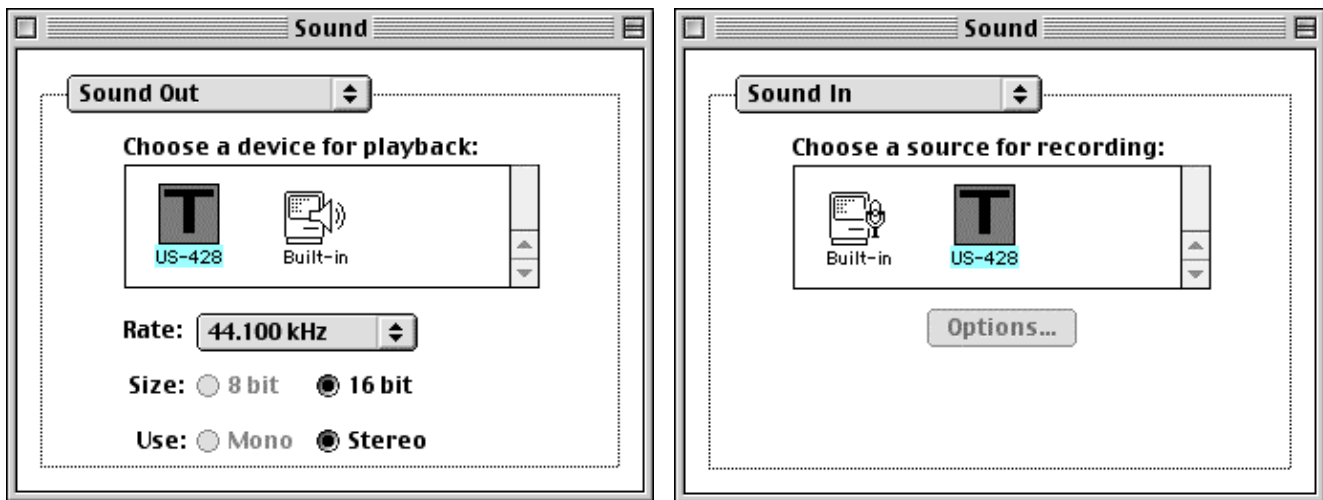 Sound
Sound Out
Choose a device for playback:
US-428
Built-in
Rate: 44.100 kHz
Size: 8 bit 16 bit
Use: Mono Stereo
Sound
Sound In
Choose a source for recording:
Built-in
US-428
Options...